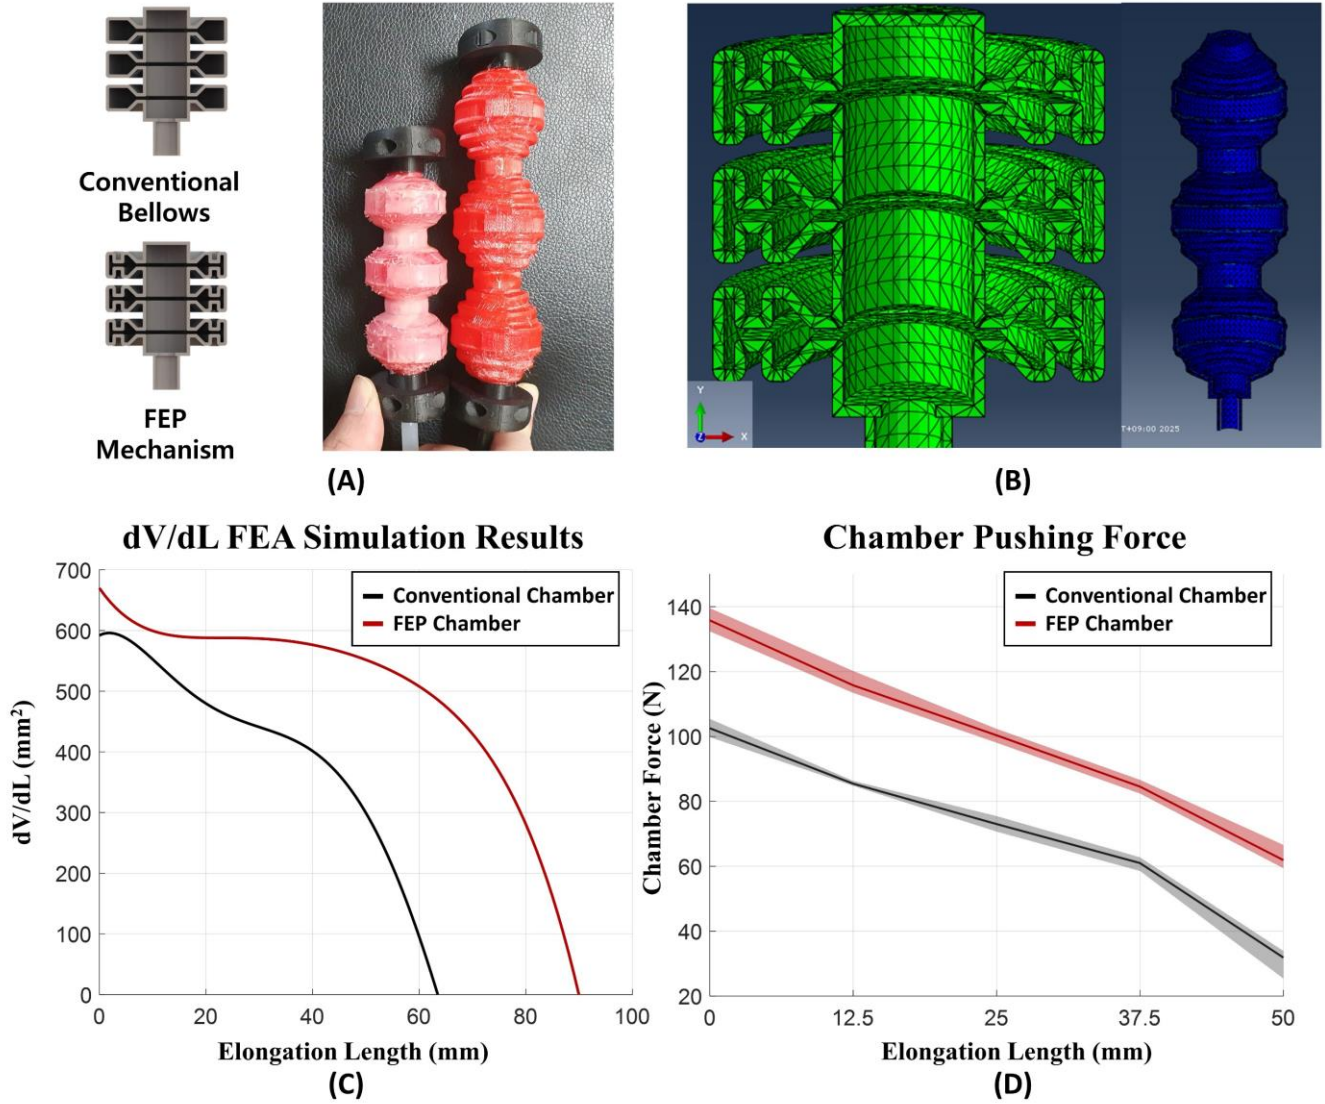 Conventional
Bellows
FEP
Mechanism
(A)
Y
Z
X
T+09:00 2025
(B)
dV/dL FEA Simulation Results
700
600
500
400
300
200
100
0
dV/dL (mm²)
Conventional Chamber
FEP Chamber
0 20 40 60 80 100
Elongation Length (mm)
(C)
Chamber Pushing Force
140
120
100
80
60
40
20
Chamber Force (N)
Conventional Chamber
FEP Chamber
0 12.5 25 37.5 50
Elongation Length (mm)
(D)